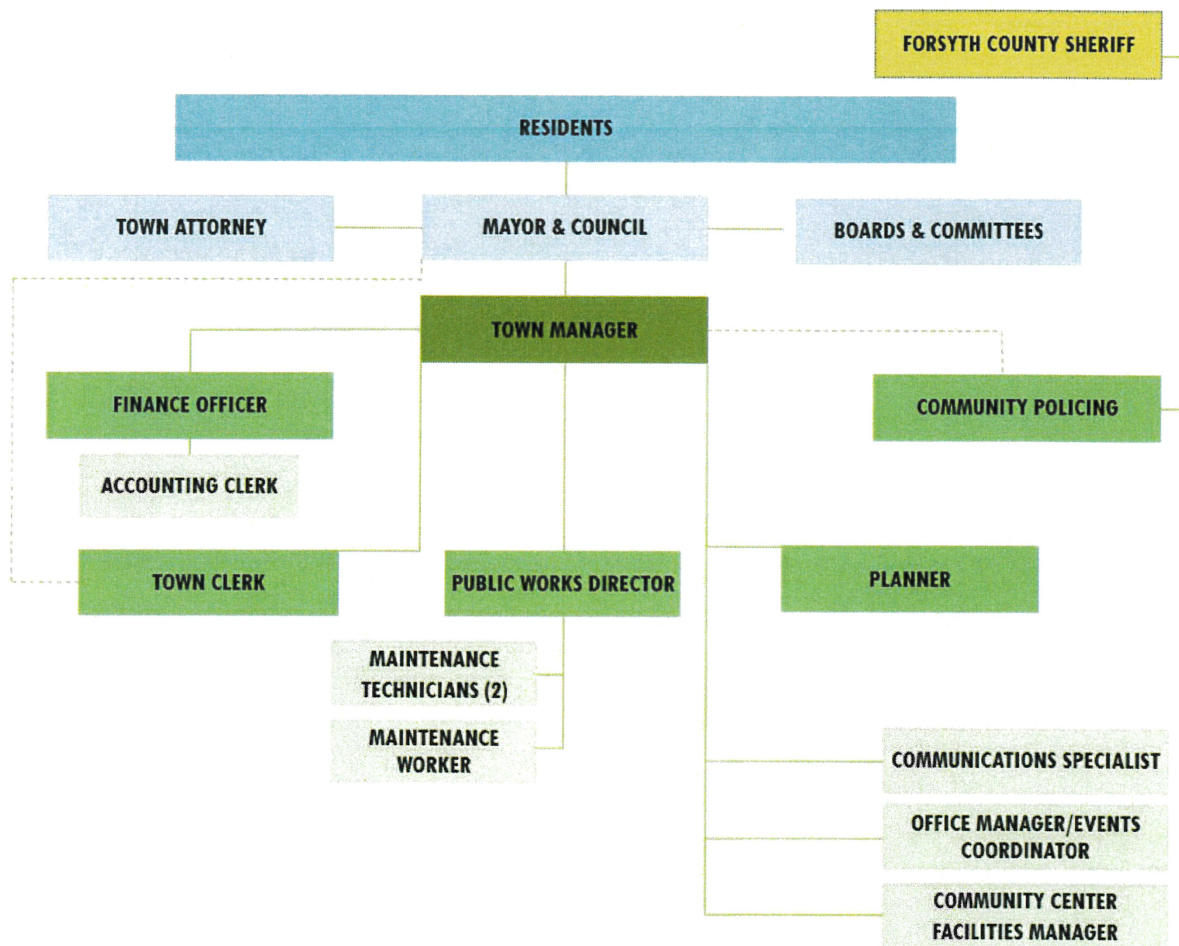 FORSYTH COUNTY SHERIFF
RESIDENTS
TOWN ATTORNEY
MAYOR & COUNCIL
BOARDS & COMMITTEES
TOWN MANAGER
FINANCE OFFICER
COMMUNITY POLICING
ACCOUNTING CLERK
TOWN CLERK
PUBLIC WORKS DIRECTOR
PLANNER
MAINTENANCE
TECHNICIANS (2)
MAINTENANCE
WORKER
COMMUNICATIONS SPECIALIST
OFFICE MANAGER/EVENTS
COORDINATOR
COMMUNITY CENTER
FACILITIES MANAGER